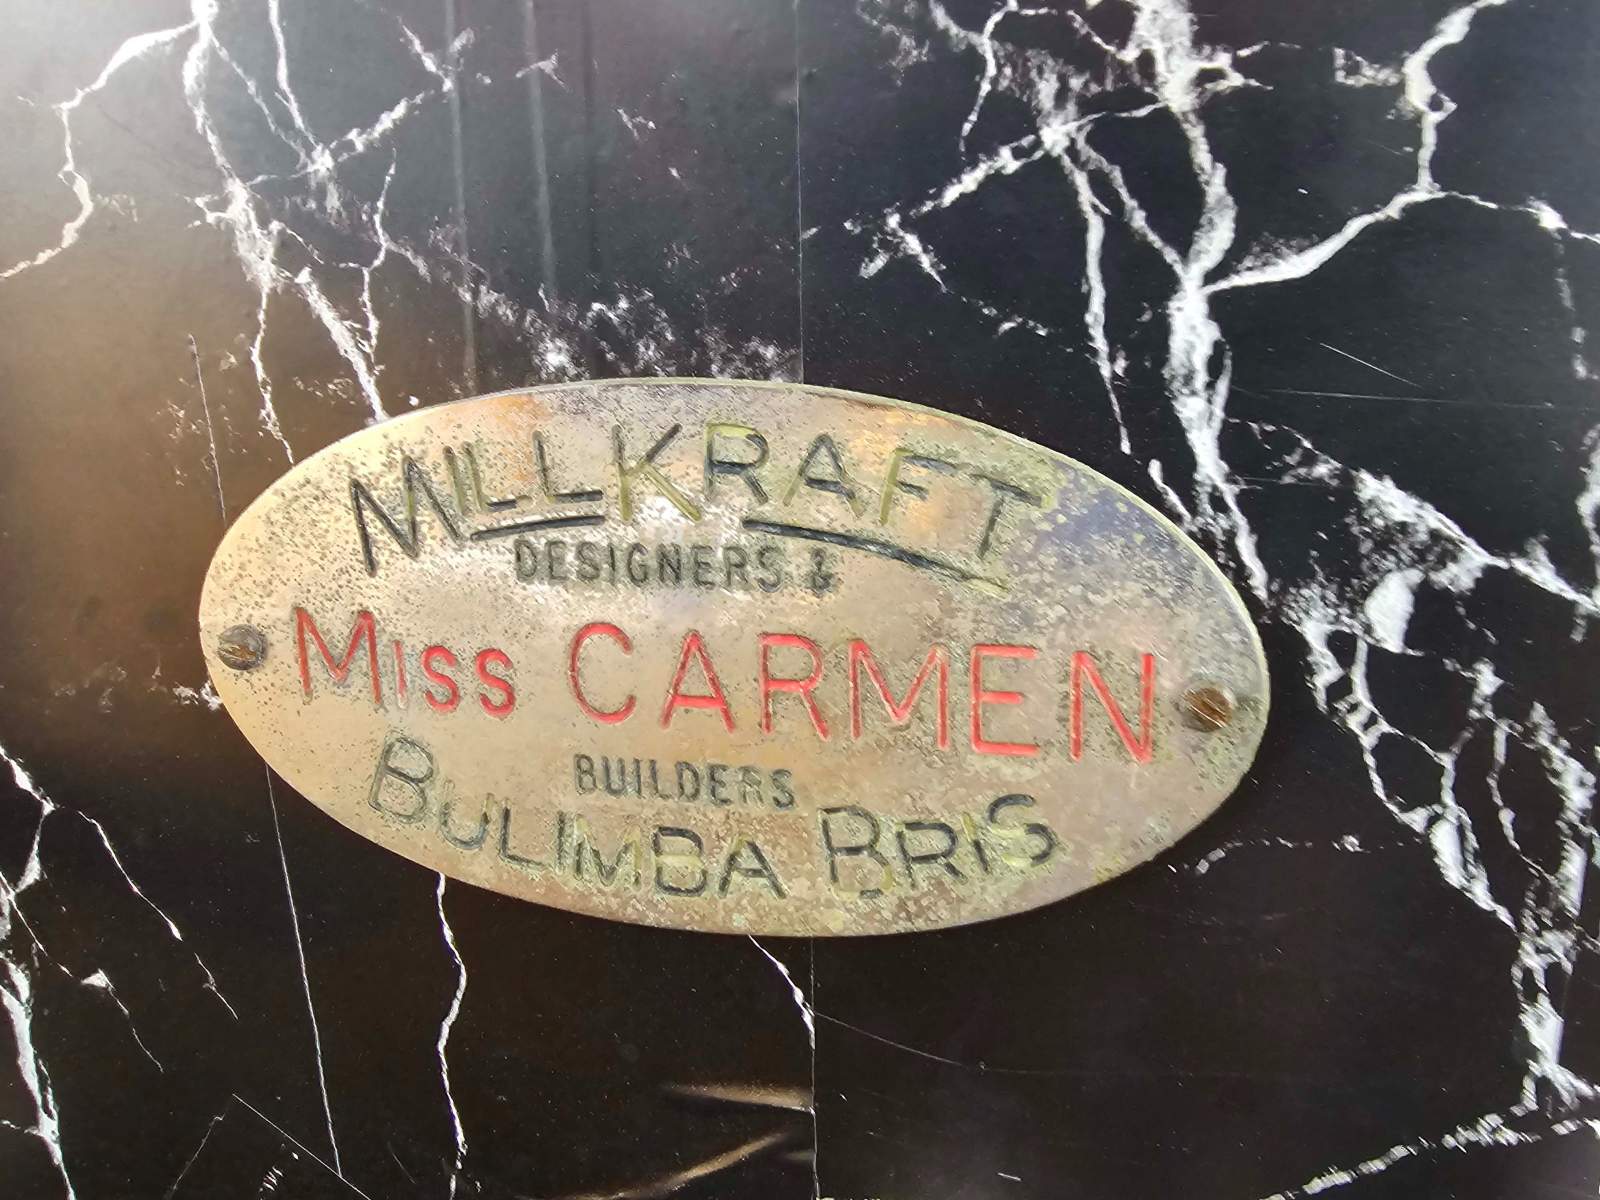 MILLKRAFT
DESIGNERS &
MISS CARMEN
BUILDERS
BULIMBA BRIS